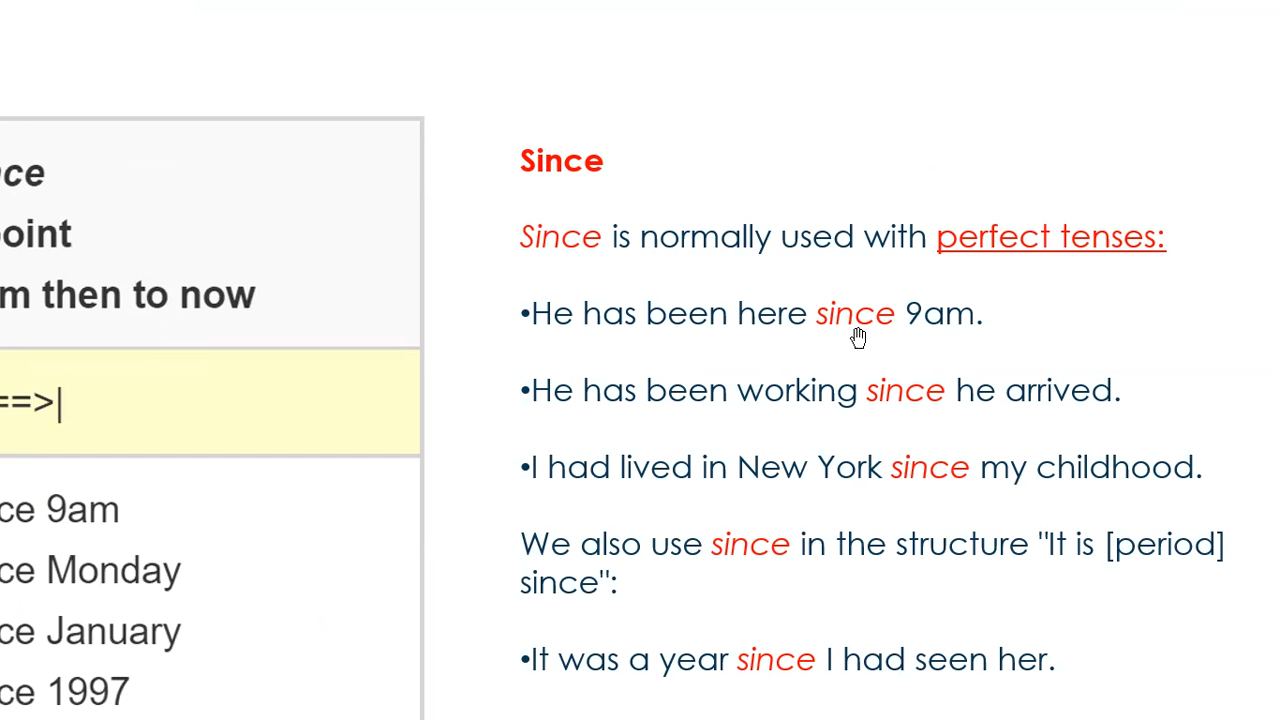 nce
point
m then to now
==>|
ce 9am
ce Monday
ce January
ce 1997
Since
Since is normally used with perfect tenses:
•He has been here since 9am.
•He has been working since he arrived.
•I had lived in New York since my childhood.
We also use since in the structure "It is [period]
since":
•It was a year since I had seen her.